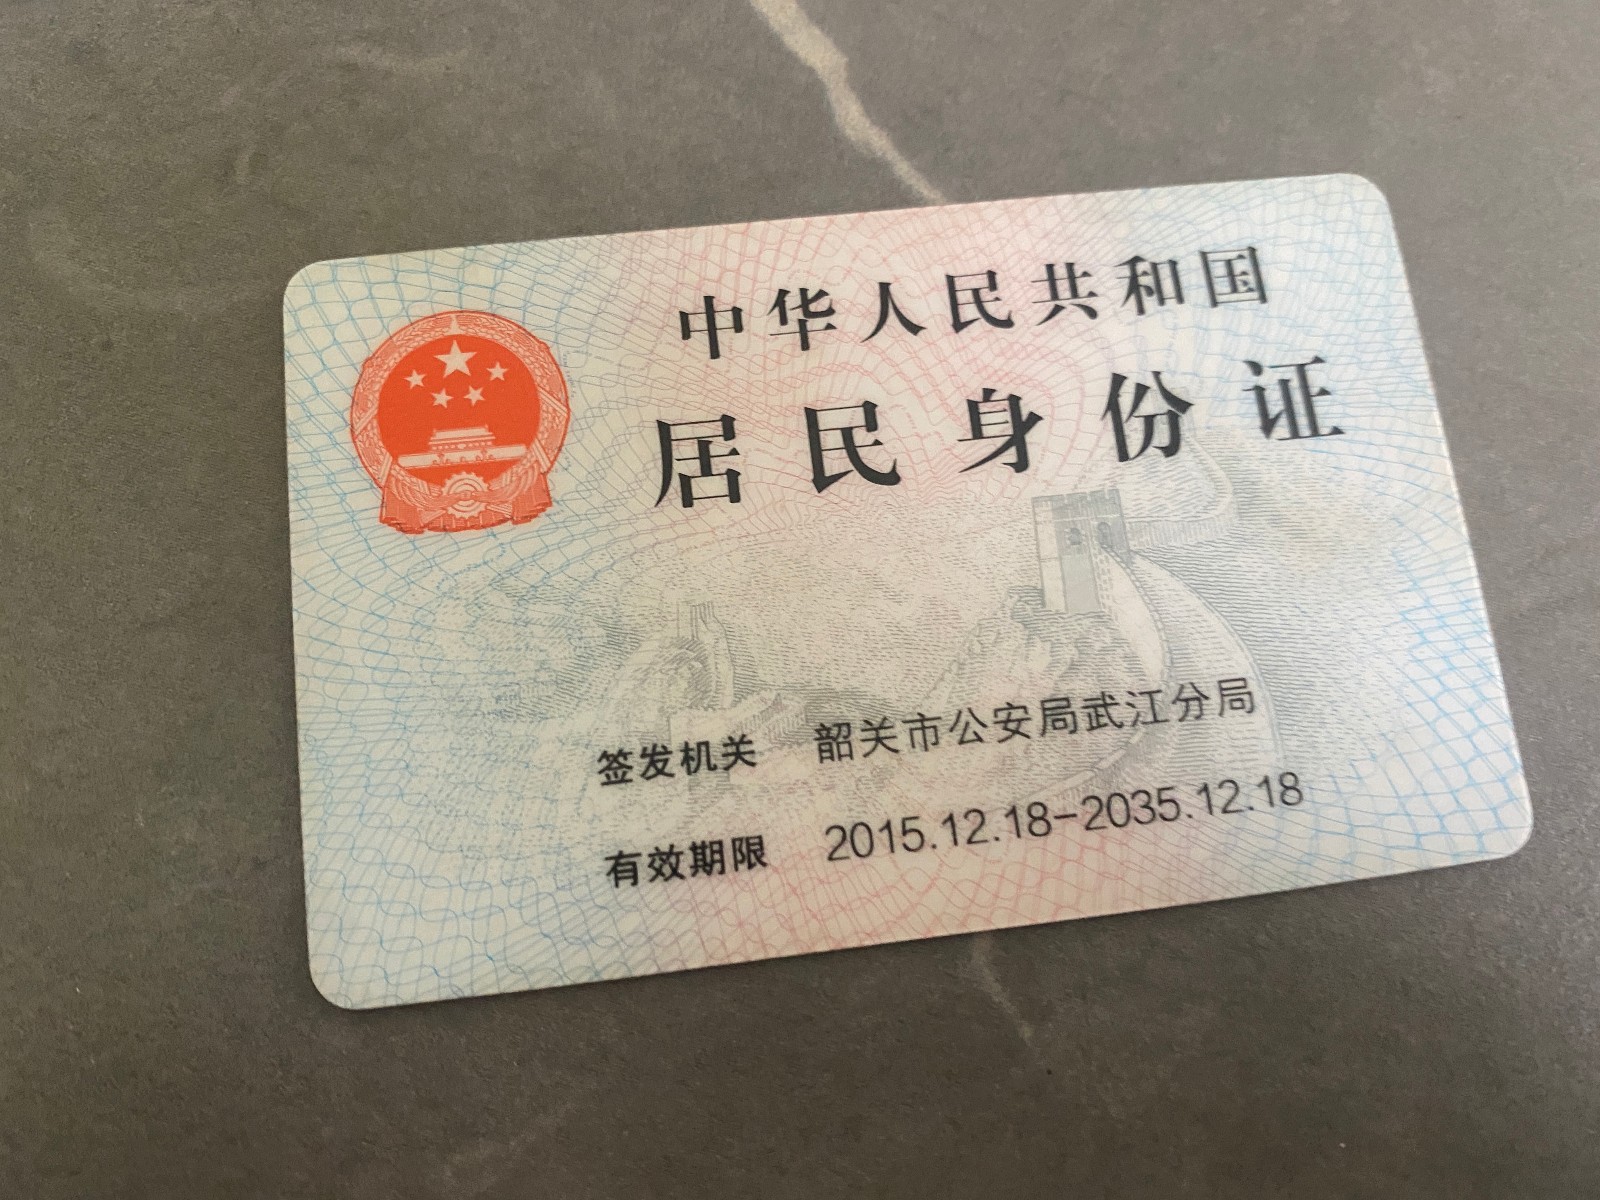 中华人民共和国
居民身份证
签发机关 韶关市公安局武江分局
有效期限 2015.12.18-2035.12.18